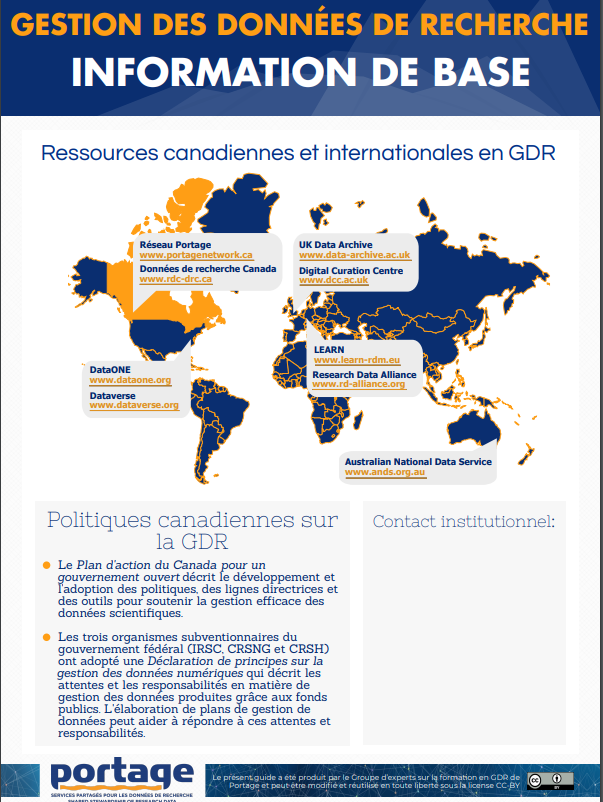 GESTION DES DONNÉES DE RECHERCHE
INFORMATION DE BASE
Ressources canadiennes et internationales en GDR
Réseau Portage
www.portagenetwork.ca
Données de recherche Canada
www.rdc-drc.ca
UK Data Archive
www.data-archive.ac.uk
Digital Curation Centre
www.dcc.ac.uk
LEARN
www.learn-rdm.eu
Research Data Alliance
www.rd-alliance.org
DataONE
www.dataone.org
Dataverse
www.dataverse.org
Australian National Data Service
www.ands.org.au
Politiques canadiennes sur
la GDR
Le Plan d'action du Canada pour un
gouvernement ouvert décrit le développement et
l'adoption des politiques, des lignes directrices et
des outils pour soutenir la gestion efficace des
données scientifiques.
Les trois organismes subventionnaires du
gouvernement fédéral (IRSC, CRSNG et CRSH)
ont adopté une Déclaration de principes sur la
gestion des données numériques qui décrit les
attentes et les responsabilités en matière de
gestion des données produites grâce aux fonds
publics. L'élaboration de plans de gestion de
données peut aider à répondre à ces attentes et
responsabilités.
Contact institutionnel:
portage
SERVICES PARTAGÉS POUR LES DONNÉES DE RECHERCHE
SHARED STEWARDSHIP OF RESEARCH DATA
Le présent guide a été produit par le Groupe d'experts sur la formation en GDR de
Portage et peut être modifié et réutilisé en toute liberté sous la license CC-BY
cc
BY